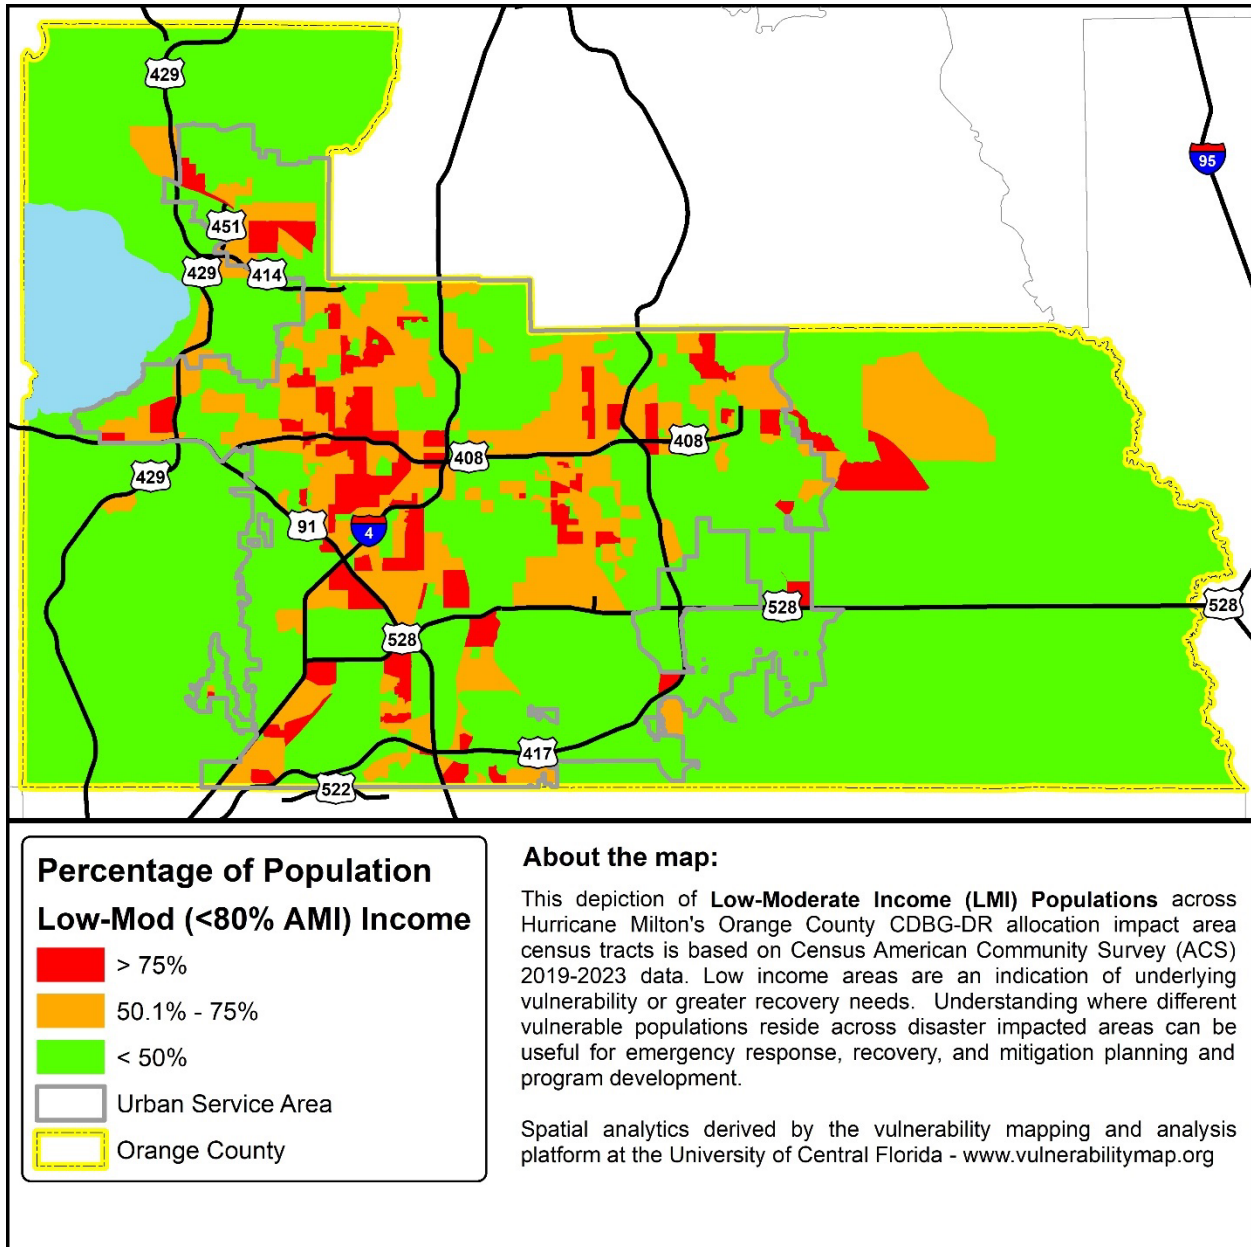 429
95
451
429
414
408
408
429
91
4
528
528
528
417
522
Percentage of Population
Low-Mod (<80% AMI) Income
> 75%
50.1% - 75%
< 50%
Urban Service Area
Orange County
About the map:
This depiction of Low-Moderate Income (LMI) Populations across
Hurricane Milton's Orange County CDBG-DR allocation impact area
census tracts is based on Census American Community Survey (ACS)
2019-2023 data. Low income areas are an indication of underlying
vulnerability or greater recovery needs. Understanding where different
vulnerable populations reside across disaster impacted areas can be
useful for emergency response, recovery, and mitigation planning and
program development.
Spatial analytics derived by the vulnerability mapping and analysis
platform at the University of Central Florida - www.vulnerabilitymap.org